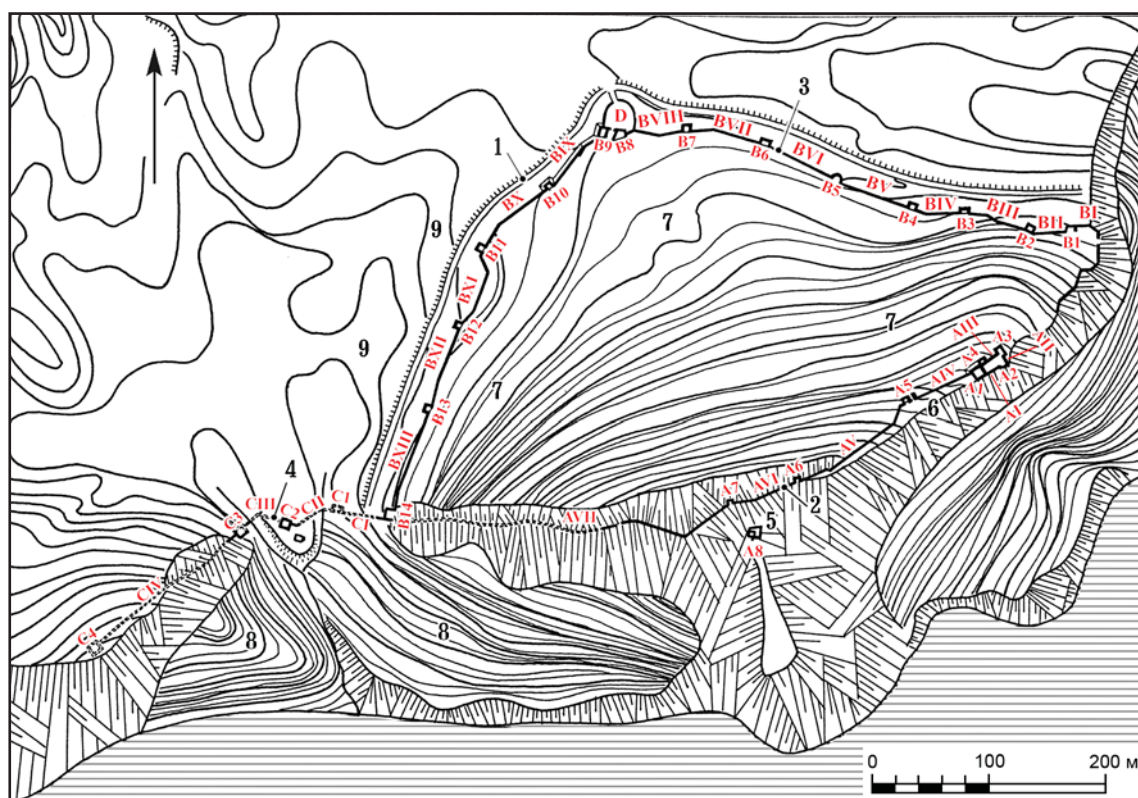 1
3
D
BVIII
BVII
BIX
B9
B8
B7
B6
BVI
B5
BV
B10
BX
BIV
BIII
BII
BI
B4
B3
B2
B1
9
7
B11
BXI
B12
BXII
9
7
7
AIII
A3
AII
A4
A2
AIV
A1
A5
AI
6
B13
BXIII
AV
AVI
A6
A7
2
4
CIII
C2
CII
C1
CI
B14
AVII
5
A8
C3
CIV
C4
8
8
0 100 200 м